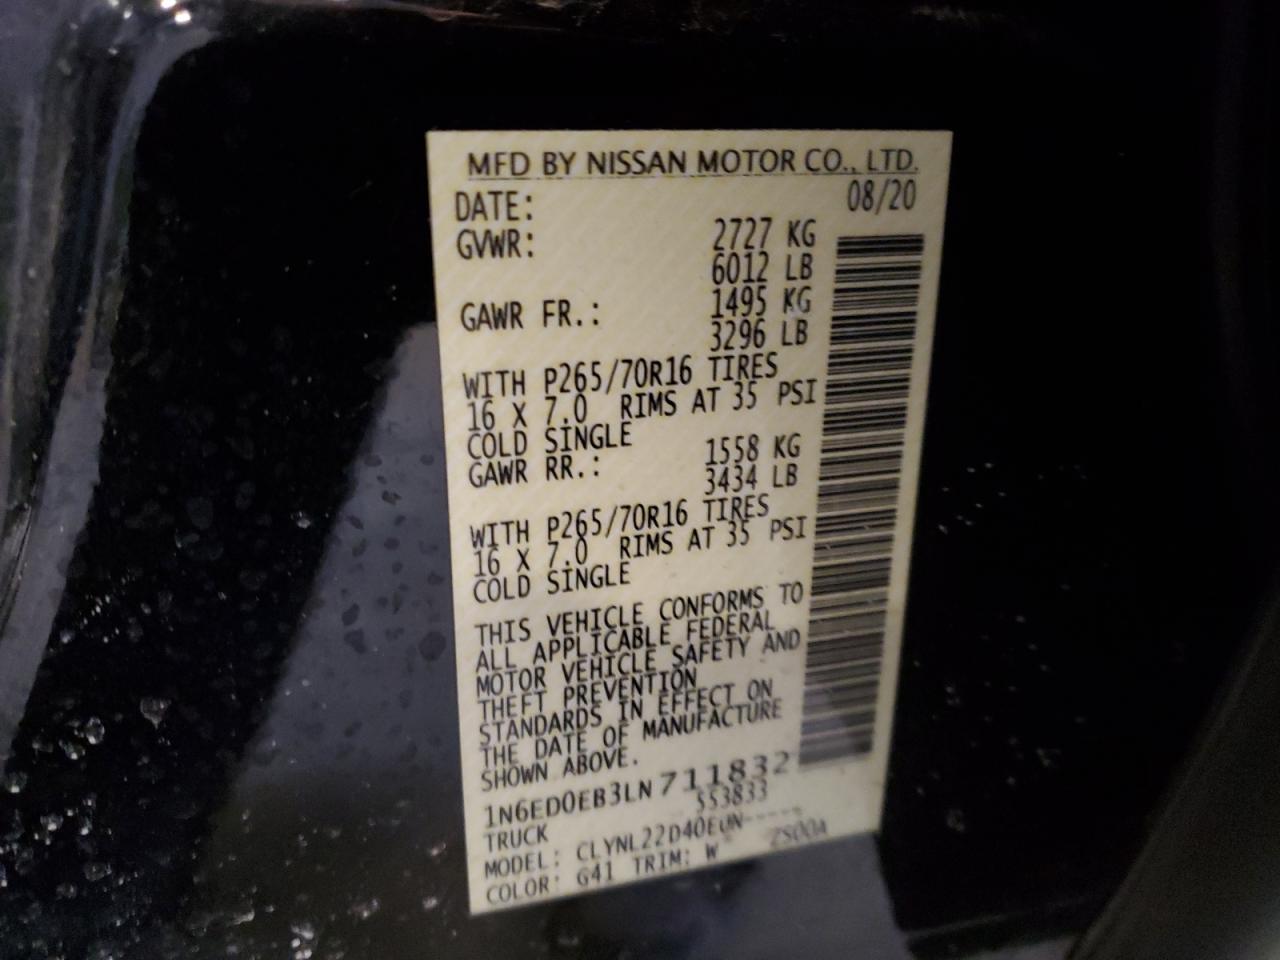 MFD BY NISSAN MOTOR CO., LTD.
DATE: 08/20
GVWR: 2727 KG
6012 LB
GAWR FR.: 1495 KG
3296 LB
WITH P265/70R16 TIRES
16 X 7.0 RIMS AT 35 PSI
COLD SINGLE
GAWR RR.: 1558 KG
3434 LB
WITH P265/70R16 TIRES
16 X 7.0 RIMS AT 35 PSI
COLD SINGLE
THIS VEHICLE CONFORMS TO
ALL APPLICABLE FEDERAL
MOTOR VEHICLE SAFETY AND
THEFT PREVENTION
STANDARDS IN EFFECT ON
THE DATE OF MANUFACTURE
SHOWN ABOVE.
1N6ED0EB3LN711832
TRUCK 553833
MODEL: CLYNL22D40EUN-----
COLOR: G41 TRIM: W ZS00A